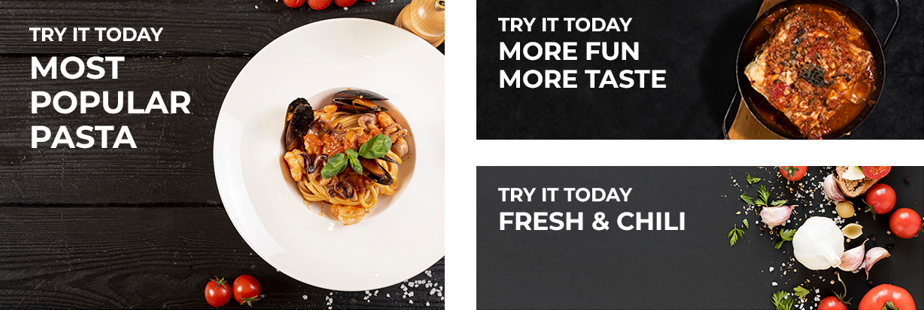 TRY IT TODAY
MOST
POPULAR
PASTA
TRY IT TODAY
MORE FUN
MORE TASTE
TRY IT TODAY
FRESH & CHILI